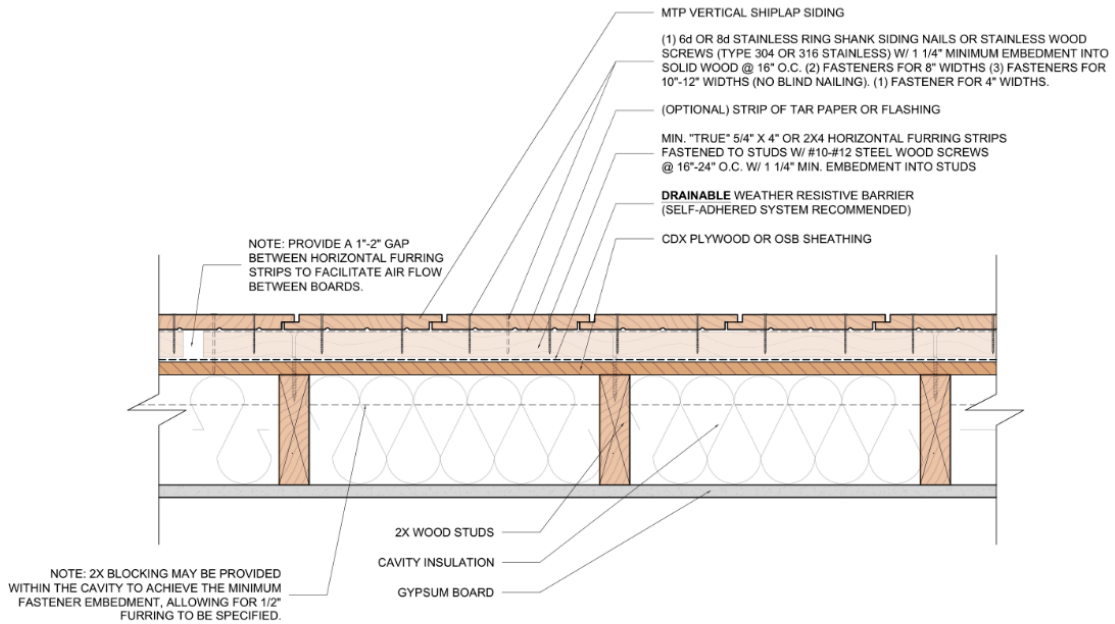 MTP VERTICAL SHIPLAP SIDING
(1) 6d OR 8d STAINLESS RING SHANK SIDING NAILS OR STAINLESS WOOD
SCREWS (TYPE 304 OR 316 STAINLESS) W/ 1 1/4" MINIMUM EMBEDMENT INTO
SOLID WOOD @ 16" O.C. (2) FASTENERS FOR 8" WIDTHS (3) FASTENERS FOR
10"-12" WIDTHS (NO BLIND NAILING). (1) FASTENER FOR 4" WIDTHS.
(OPTIONAL) STRIP OF TAR PAPER OR FLASHING
MIN. "TRUE" 5/4" X 4" OR 2X4 HORIZONTAL FURRING STRIPS
FASTENED TO STUDS W/ #10-#12 STEEL WOOD SCREWS
@ 16"-24" O.C. W/ 1 1/4" MIN. EMBEDMENT INTO STUDS
DRAINABLE WEATHER RESISTIVE BARRIER
(SELF-ADHERED SYSTEM RECOMMENDED)
CDX PLYWOOD OR OSB SHEATHING
NOTE: PROVIDE A 1"-2" GAP
BETWEEN HORIZONTAL FURRING
STRIPS TO FACILITATE AIR FLOW
BETWEEN BOARDS.
2X WOOD STUDS
CAVITY INSULATION
GYPSUM BOARD
NOTE: 2X BLOCKING MAY BE PROVIDED
WITHIN THE CAVITY TO ACHIEVE THE MINIMUM
FASTENER EMBEDMENT, ALLOWING FOR 1/2"
FURRING TO BE SPECIFIED.